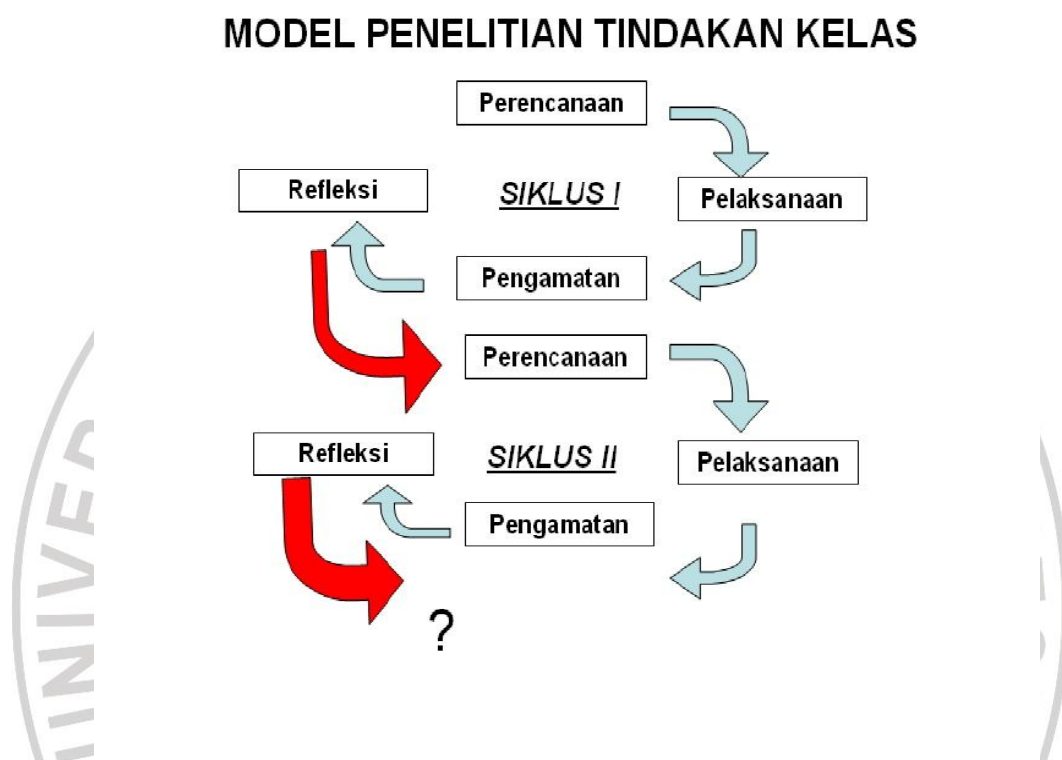 MODEL PENELITIAN TINDAKAN KELAS
Perencanaan
Refleksi
SIKLUS I
Pelaksanaan
Pengamatan
Perencanaan
Refleksi
SIKLUS II
Pelaksanaan
Pengamatan
?